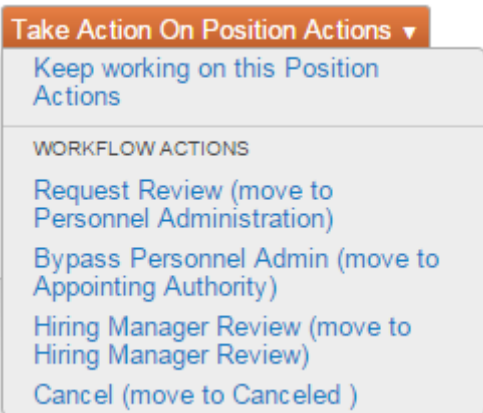 Take Action On Position Actions ▼
Keep working on this Position
Actions
WORKFLOW ACTIONS
Request Review (move to
Personnel Administration)
Bypass Personnel Admin (move to
Appointing Authority)
Hiring Manager Review (move to
Hiring Manager Review)
Cancel (move to Canceled )